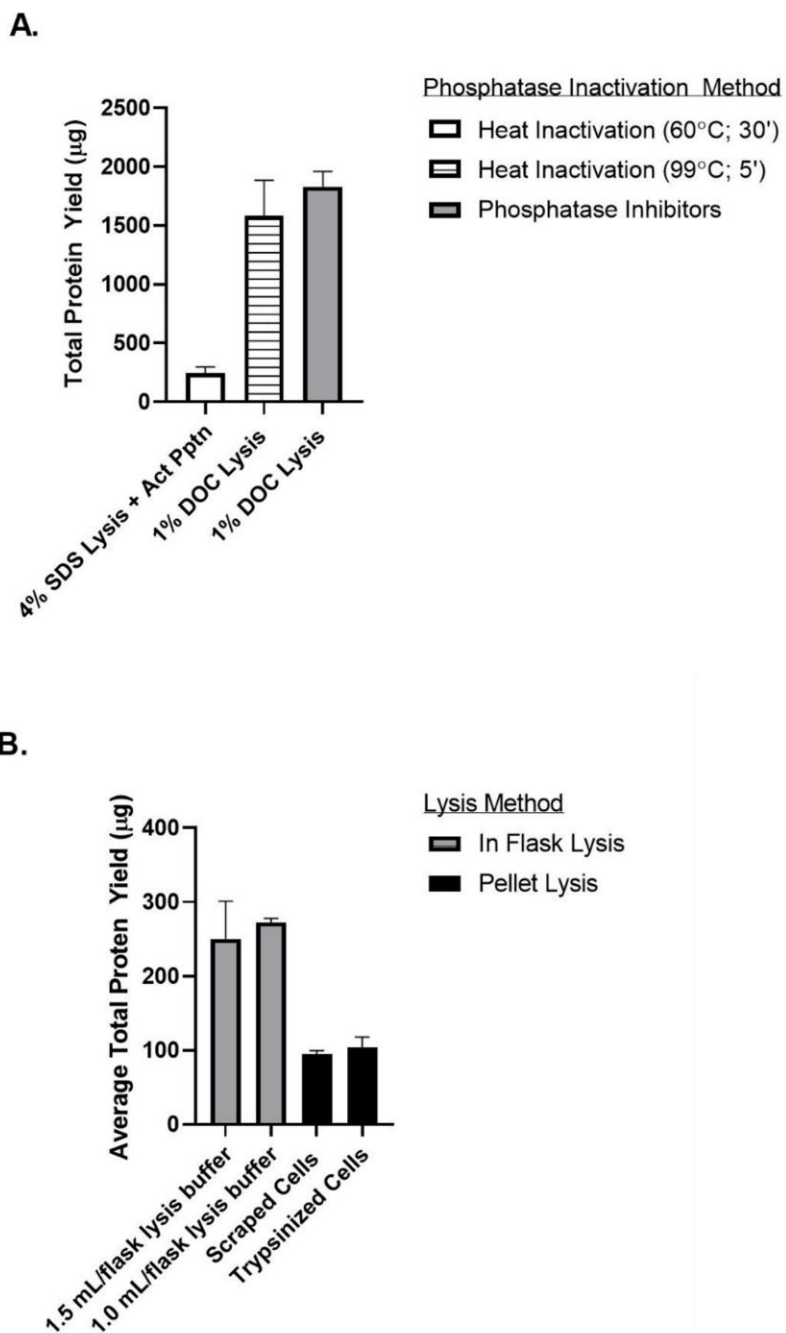 A.
Total Protein Yield (µg)
2500
2000
1500
1000
500
0
4% SDS Lysis + Act Pptn
1% DOC Lysis
1% DOC Lysis
Phosphatase Inactivation Method
Heat Inactivation (60°C; 30')
Heat Inactivation (99°C; 5')
Phosphatase Inhibitors
B.
Average Total Proten Yield (µg)
400
300
200
100
0
1.5 mL/flask lysis buffer
1.0 mL/flask lysis buffer
Scraped Cells
Trypsinized Cells
Lysis Method
In Flask Lysis
Pellet Lysis